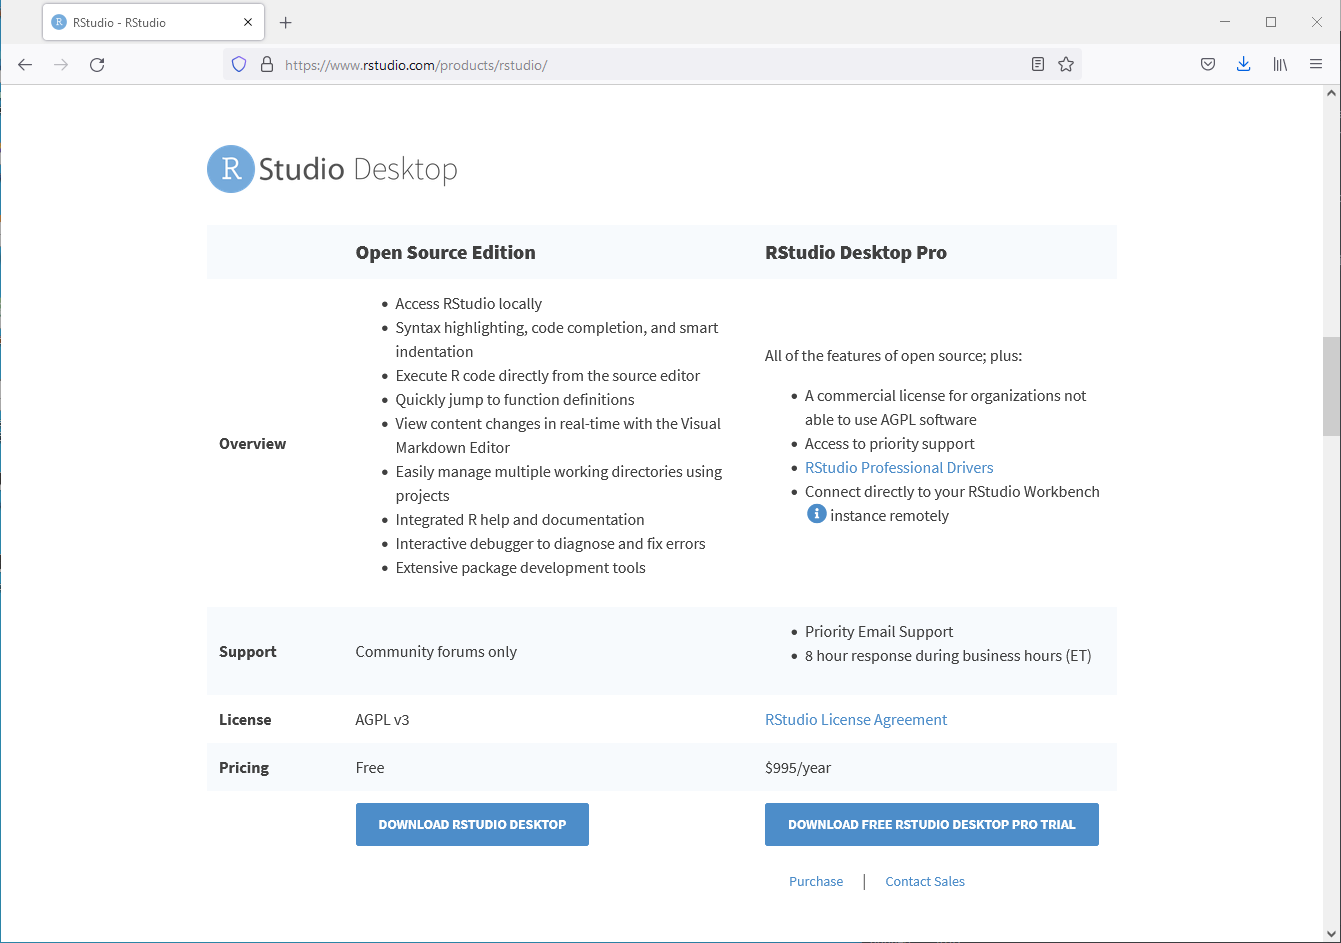 RStudio - RStudio
https://www.rstudio.com/products/rstudio/
R Studio Desktop
Open Source Edition
RStudio Desktop Pro
Overview
Access RStudio locally
Syntax highlighting, code completion, and smart
indentation
Execute R code directly from the source editor
Quickly jump to function definitions
View content changes in real-time with the Visual
Markdown Editor
Easily manage multiple working directories using
projects
Integrated R help and documentation
Interactive debugger to diagnose and fix errors
Extensive package development tools
All of the features of open source; plus:
A commercial license for organizations not
able to use AGPL software
Access to priority support
RStudio Professional Drivers
Connect directly to your RStudio Workbench
i instance remotely
Support
Community forums only
Priority Email Support
8 hour response during business hours (ET)
License
AGPL v3
RStudio License Agreement
Pricing
Free
$995/year
DOWNLOAD RSTUDIO DESKTOP
DOWNLOAD FREE RSTUDIO DESKTOP PRO TRIAL
Purchase | Contact Sales